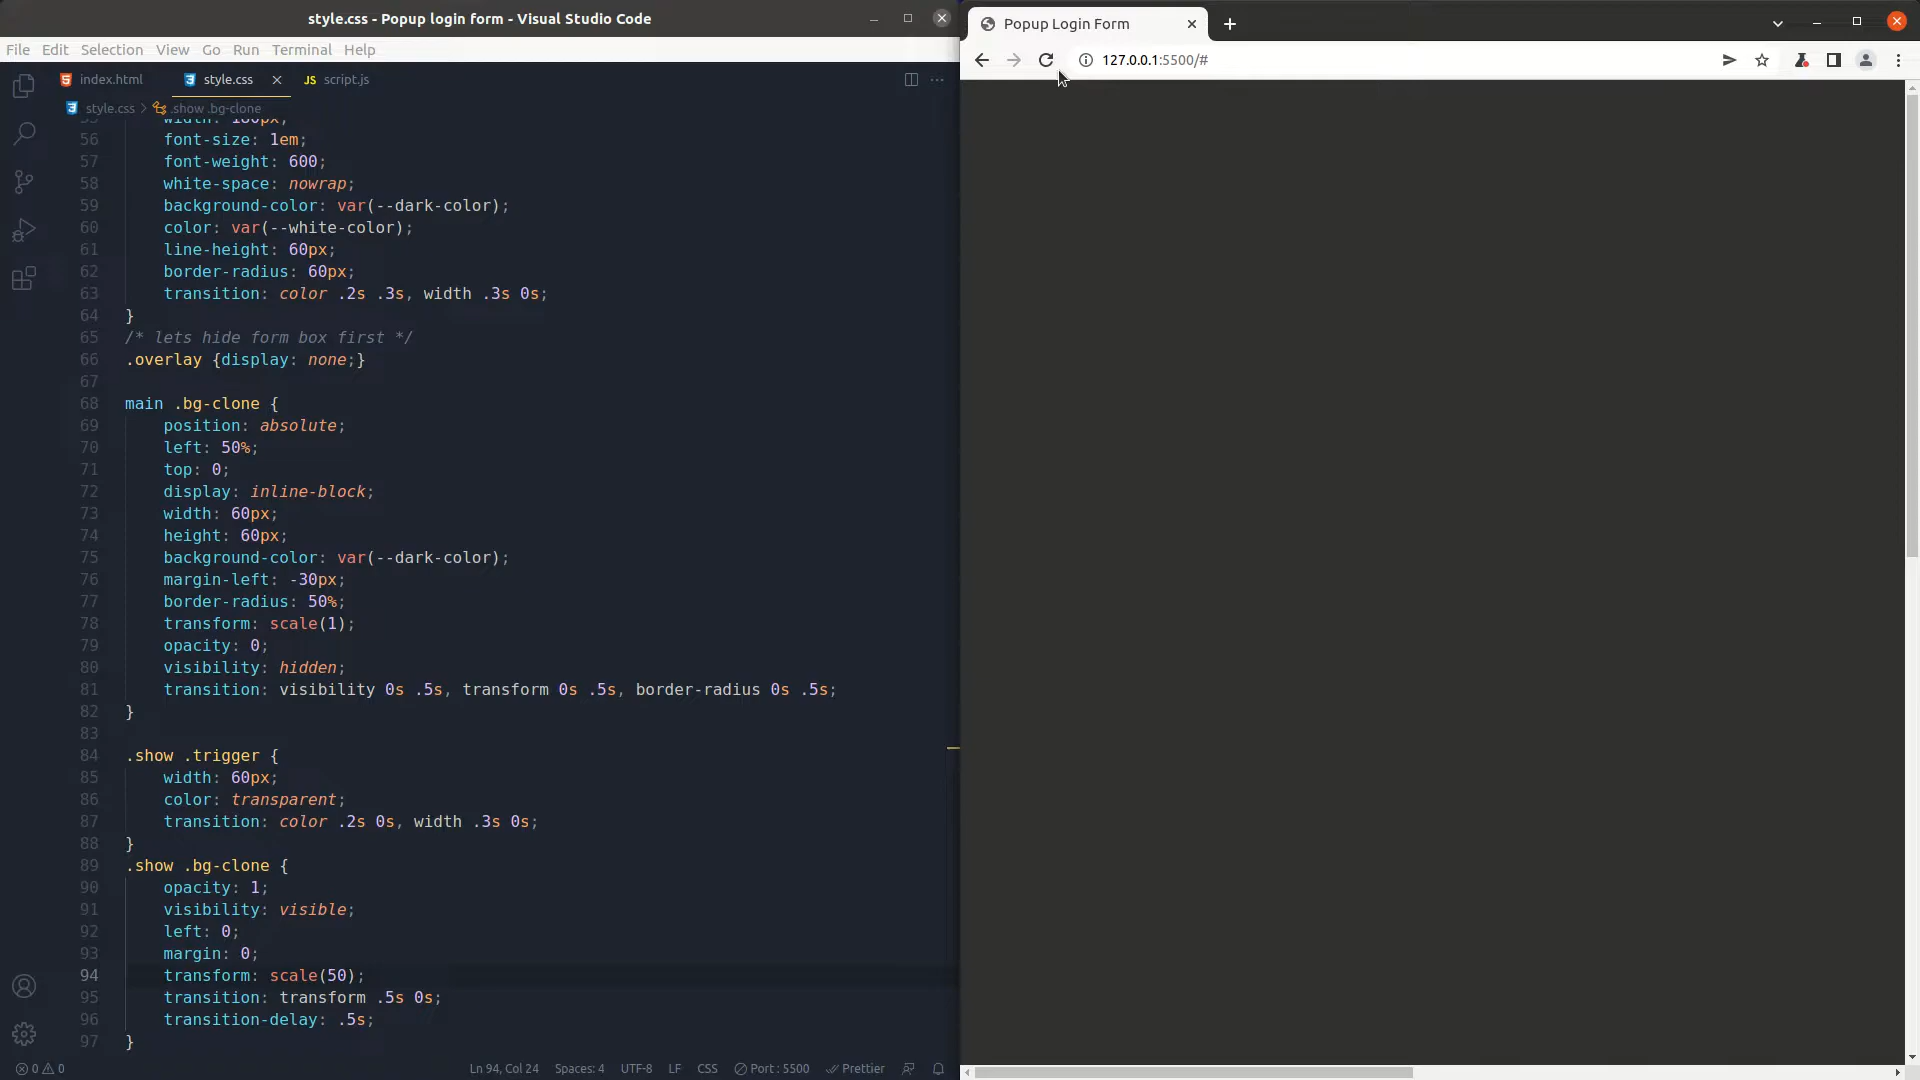 style.css - Popup login form - Visual Studio Code
File Edit Selection View Go Run Terminal Help
index.html
style.css
JS script.js
style.css > .show .bg-clone
55 width: 180px;
56 font-size: 1em;
57 font-weight: 600;
58 white-space: nowrap;
59 background-color: var(--dark-color);
60 color: var(--white-color);
61 line-height: 60px;
62 border-radius: 60px;
63 transition: color .2s .3s, width .3s 0s;
64 }
65 /* lets hide form box first */
66 .overlay {display: none;}
67
68 main .bg-clone {
69 position: absolute;
70 left: 50%;
71 top: 0;
72 display: inline-block;
73 width: 60px;
74 height: 60px;
75 background-color: var(--dark-color);
76 margin-left: -30px;
77 border-radius: 50%;
78 transform: scale(1);
79 opacity: 0;
80 visibility: hidden;
81 transition: visibility 0s .5s, transform 0s .5s, border-radius 0s .5s;
82 }
83
84 .show .trigger {
85 width: 60px;
86 color: transparent;
87 transition: color .2s 0s, width .3s 0s;
88 }
89 .show .bg-clone {
90 opacity: 1;
91 visibility: visible;
92 left: 0;
93 margin: 0;
94 transform: scale(50);
95 transition: transform .5s 0s;
96 transition-delay: .5s;
97 }
0 0
Ln 94, Col 24 Spaces: 4 UTF-8 LF CSS Port : 5500 Prettier
Popup Login Form
127.0.0.1:5500/#